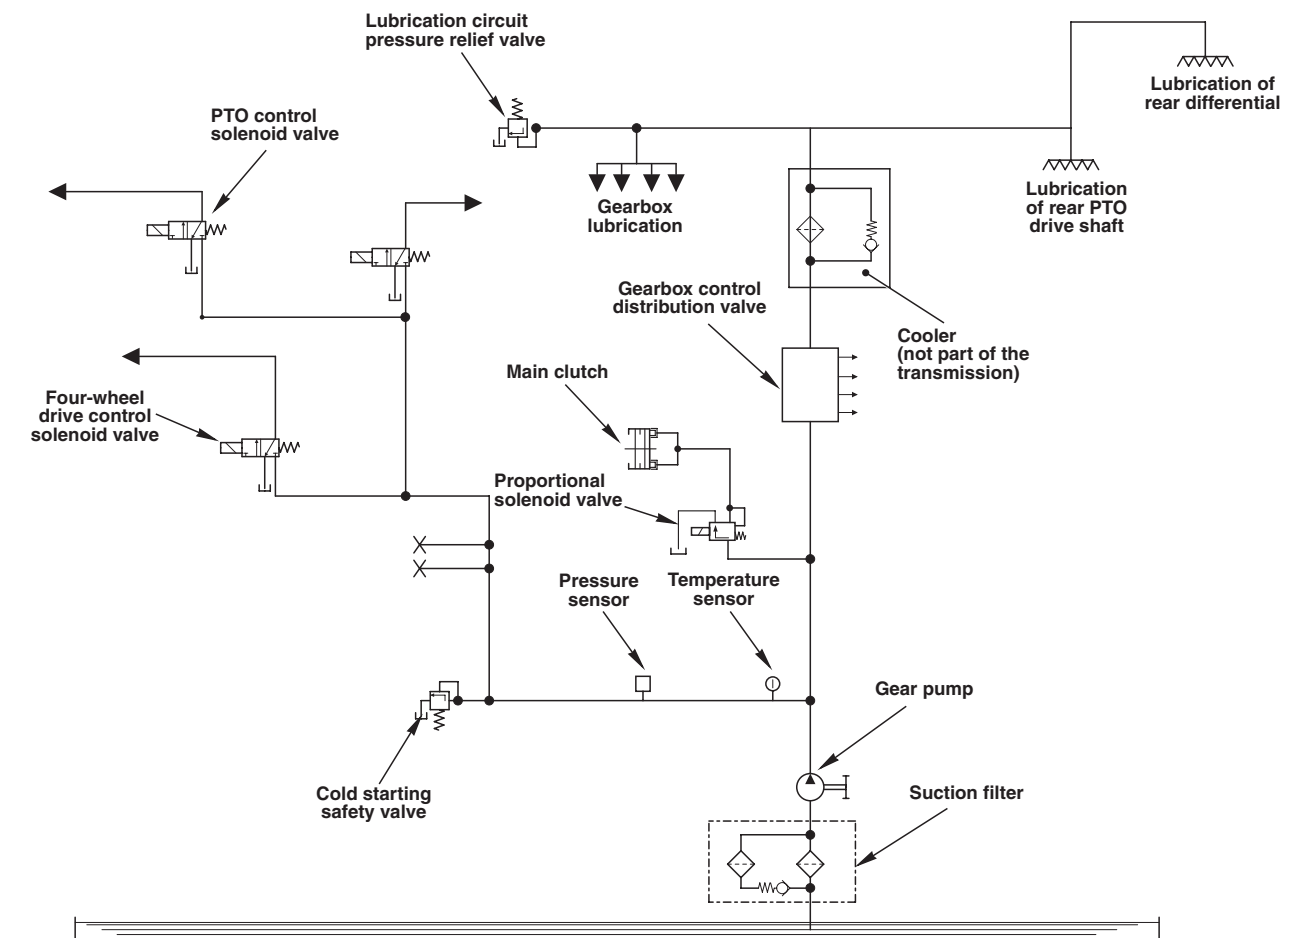 Lubrication circuit
pressure relief valve
PTO control
solenoid valve
Lubrication of
rear differential
Lubrication
of rear PTO
drive shaft
Gearbox
lubrication
Gearbox control
distribution valve
Cooler
(not part of the
transmission)
Main clutch
Four-wheel
drive control
solenoid valve
Proportional
solenoid valve
Pressure
sensor
Temperature
sensor
Gear pump
Cold starting
safety valve
Suction filter